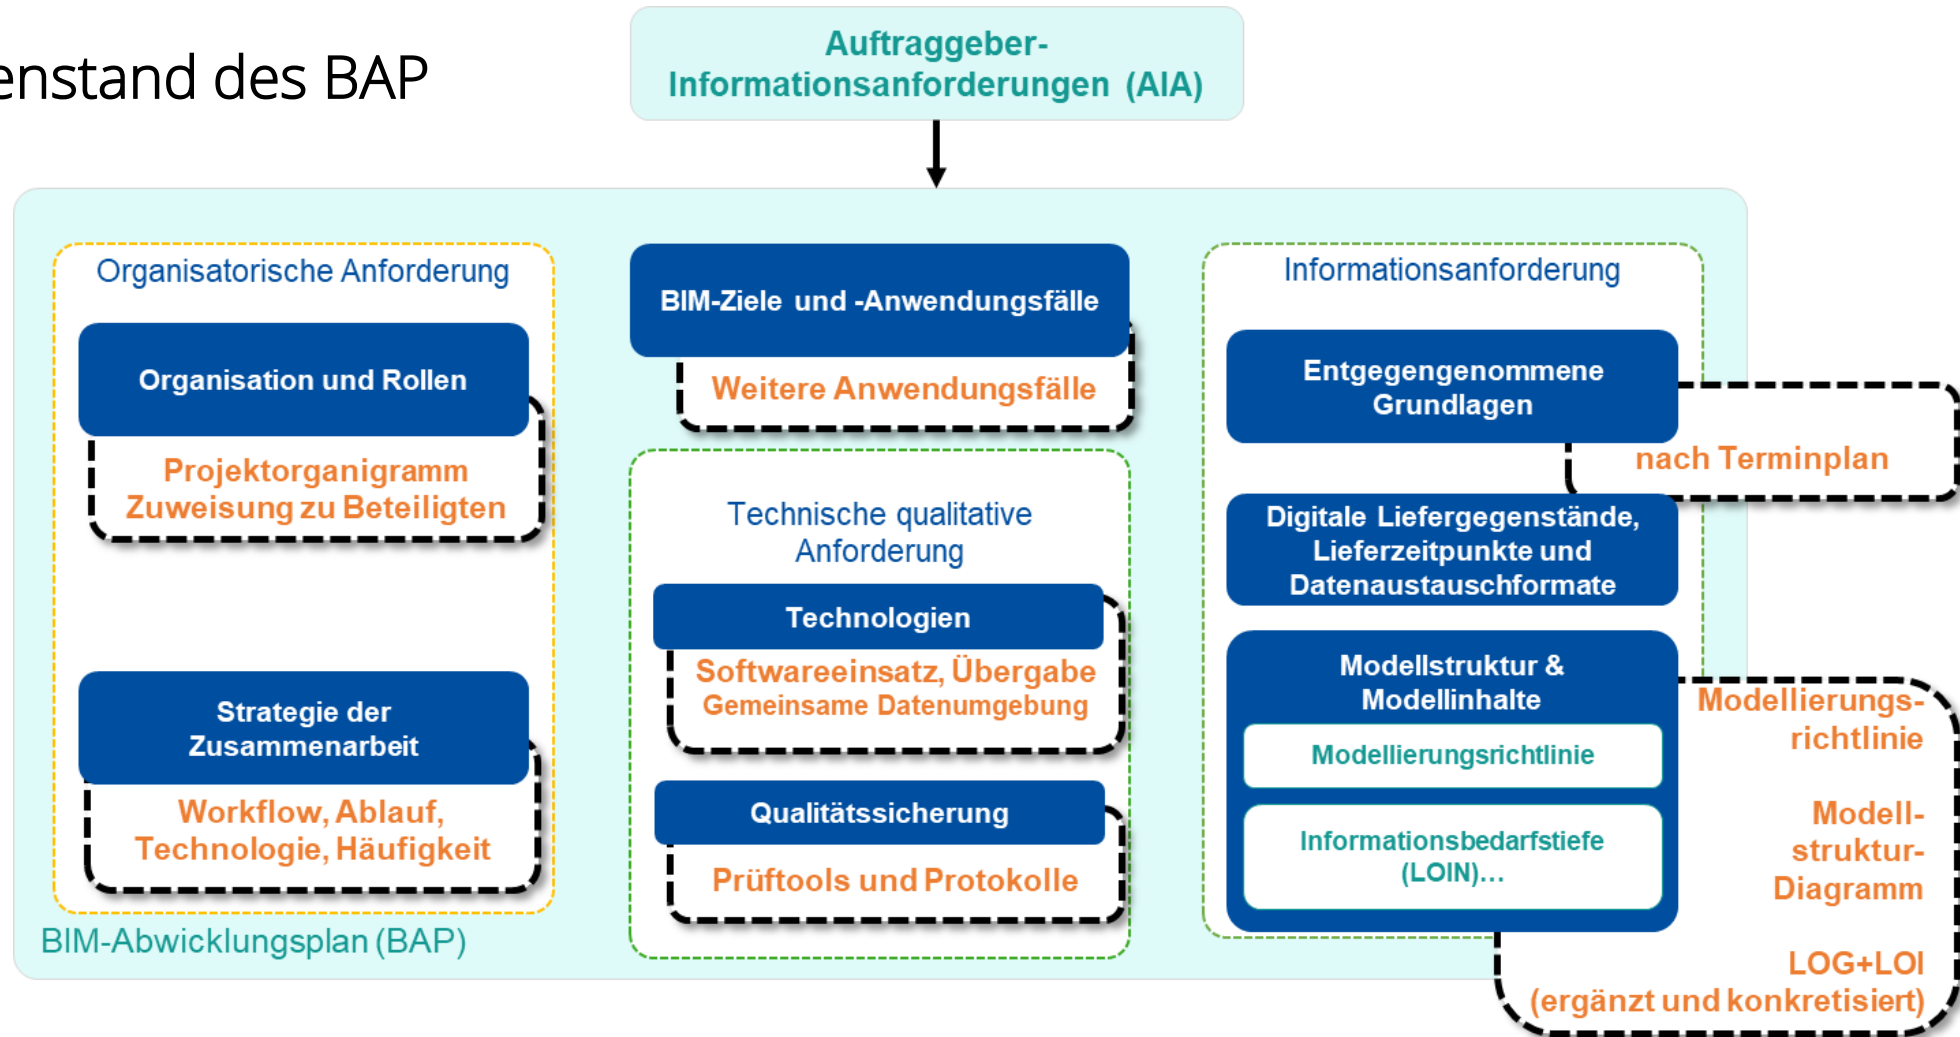 enstand des BAP
Auftraggeber-
Informationsanforderungen (AIA)
Organisatorische Anforderung
Organisation und Rollen
Projektorganigramm
Zuweisung zu Beteiligten
Strategie der
Zusammenarbeit
Workflow, Ablauf,
Technologie, Häufigkeit
BIM-Abwicklungsplan (BAP)
BIM-Ziele und -Anwendungsfälle
Weitere Anwendungsfälle
Technische qualitative
Anforderung
Technologien
Softwareeinsatz, Übergabe
Gemeinsame Datenumgebung
Qualitätssicherung
Prüftools und Protokolle
Informationsanforderung
Entgegengenommene
Grundlagen
nach Terminplan
Digitale Liefergegenstände,
Lieferzeitpunkte und
Datenaustauschformate
Modellstruktur &
Modellinhalte
Modellierungsrichtlinie
Informationsbedarfstiefe
(LOIN)...
Modellierungs-
richtlinie
Modell-
struktur-
Diagramm
LOG+LOI
(ergänzt und konkretisiert)